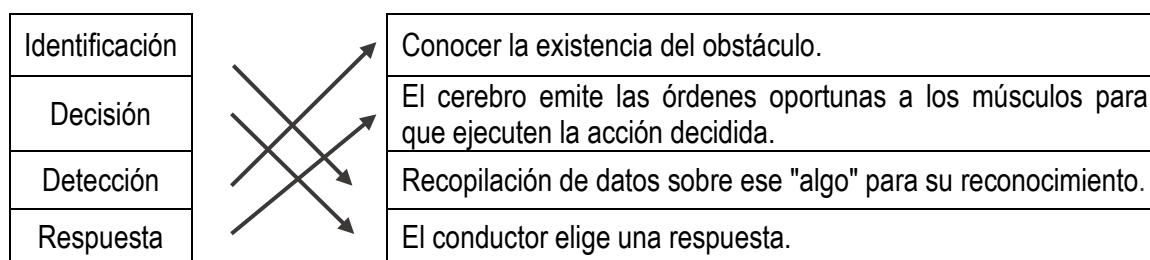 Identificación
Conocer la existencia del obstáculo.
Decisión
El cerebro emite las órdenes oportunas a los músculos para
que ejecuten la acción decidida.
Detección
Recopilación de datos sobre ese "algo" para su reconocimiento.
Respuesta
El conductor elige una respuesta.